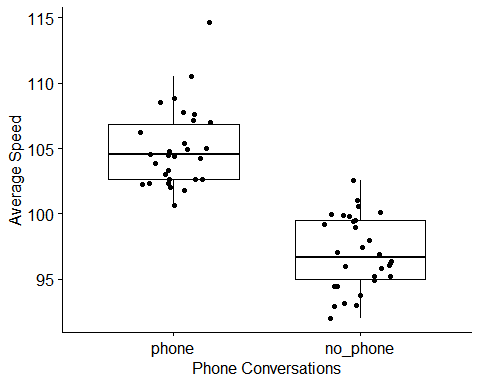 Average Speed
115
110
105
100
95
phone no_phone
Phone Conversations